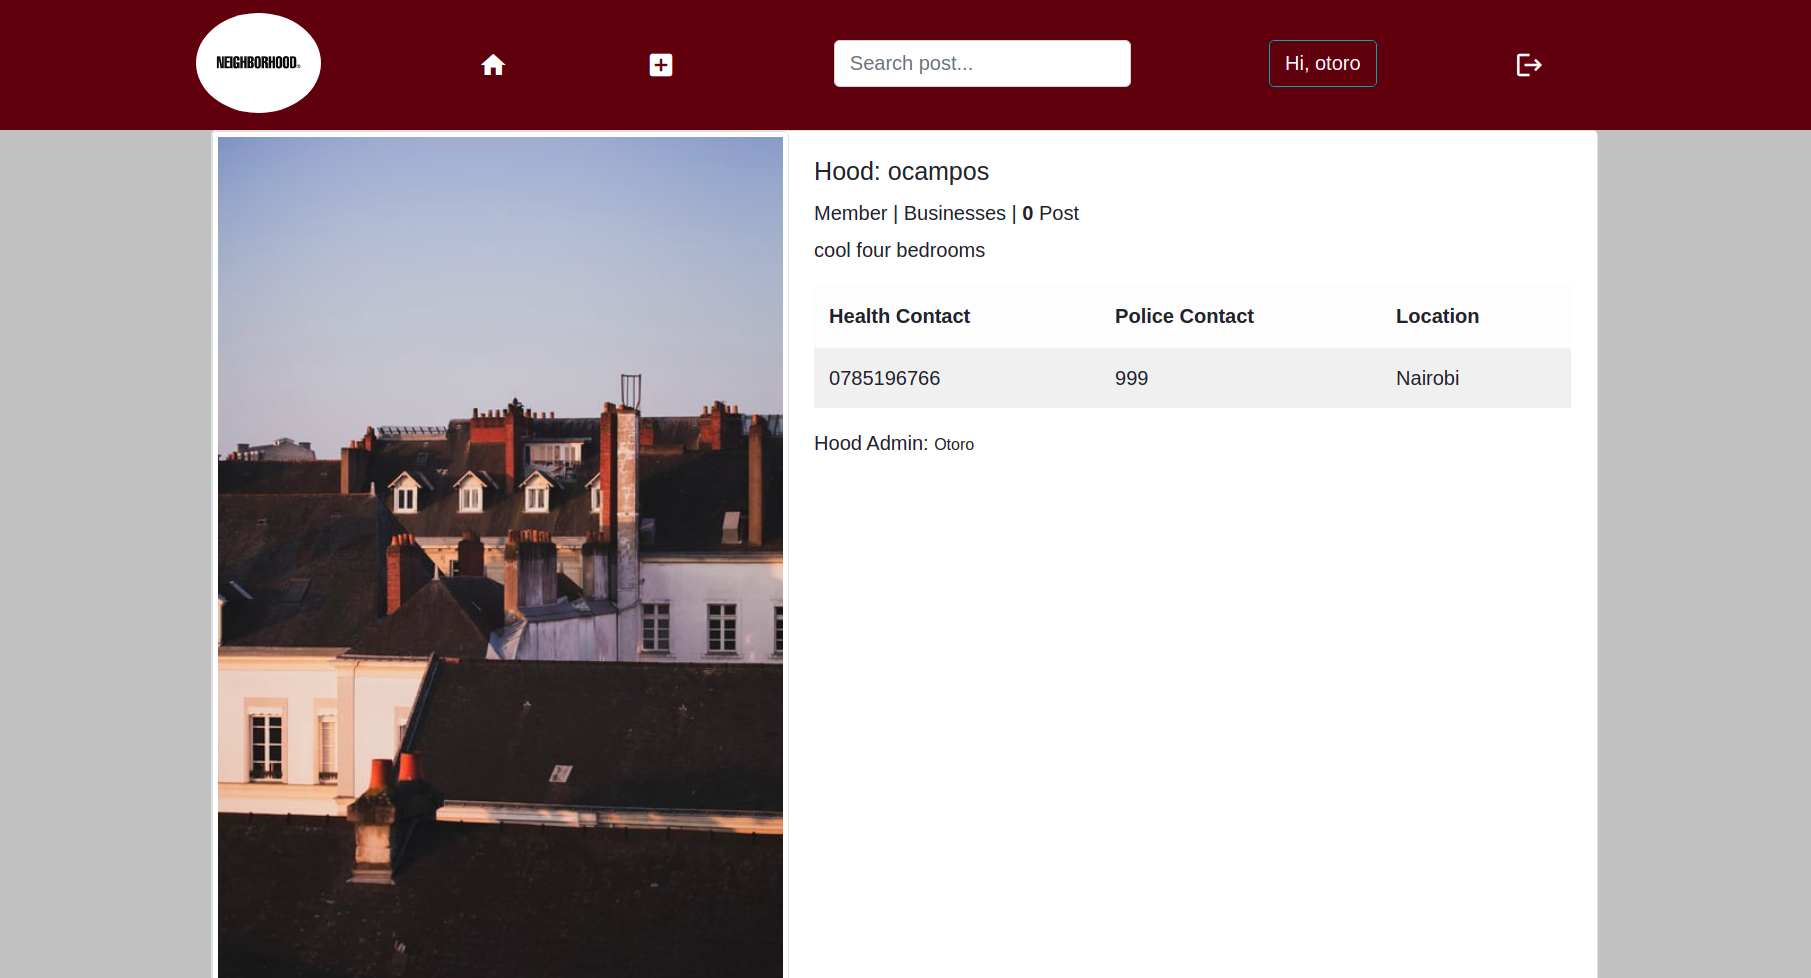 NEIGHBORHOOD
Search post...
Hi, otoro
Hood: ocampos
Member | Businesses | 0 Post
cool four bedrooms
Health Contact Police Contact Location
0785196766 999 Nairobi
Hood Admin: Otoro